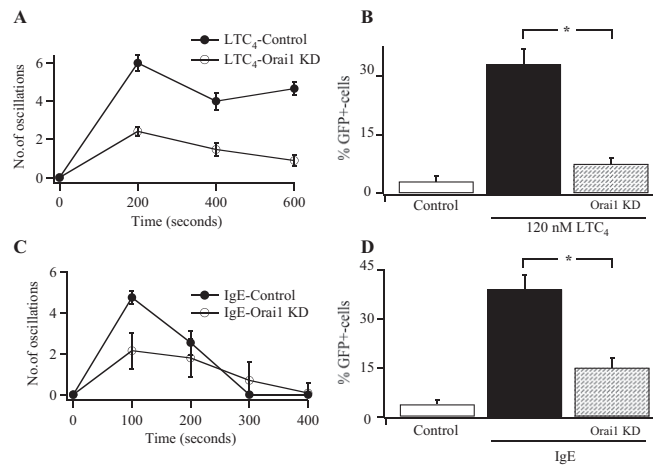 A
LTC4-Control
LTC4-Orai1 KD
No.of oscillations
6
4
2
0
0 200 400 600
Time (seconds)
B
*
% GFP+-cells
30
15
0
Control
Orai1 KD
120 nM LTC4
C
IgE-Control
IgE-Orai1 KD
No.of oscillations
6
4
2
0
0 100 200 300 400
Time (seconds)
D
*
% GFP+-cells
45
30
15
0
Control
Orai1 KD
IgE